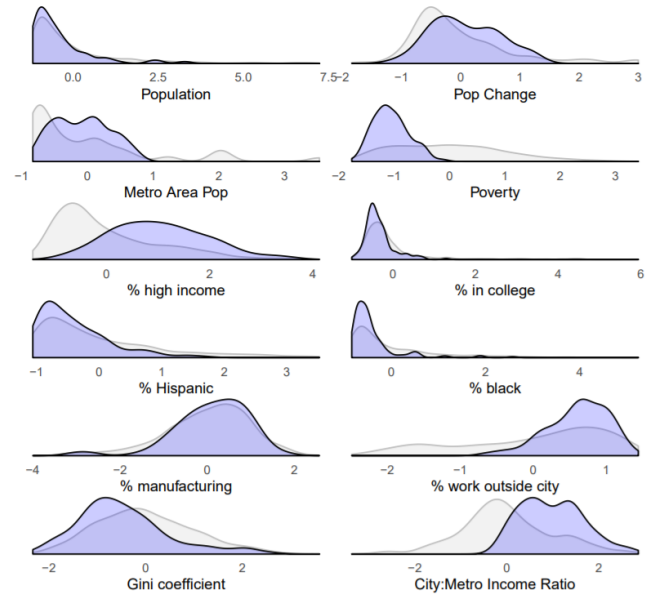 0.0 2.5 5.0 7.5
Population
−2 −1 0 1 2 3
Pop Change
−1 0 1 2 3
Metro Area Pop
−2 −1 0 1 2 3
Poverty
0 2 4
% high income
0 2 4 6
% in college
−1 0 1 2 3
% Hispanic
0 2 4
% black
−4 −2 0 2
% manufacturing
−2 −1 0 1
% work outside city
−2 0 2
Gini coefficient
−2 0 2
City:Metro Income Ratio